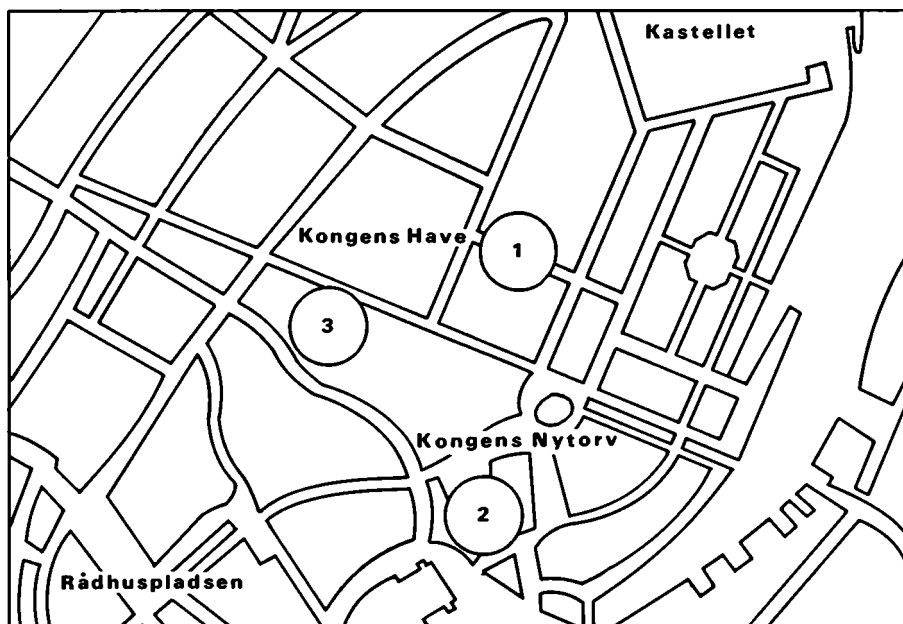 Kastellet
Kongens Have
1
3
Kongens Nytorv
2
Rådhuspladsen